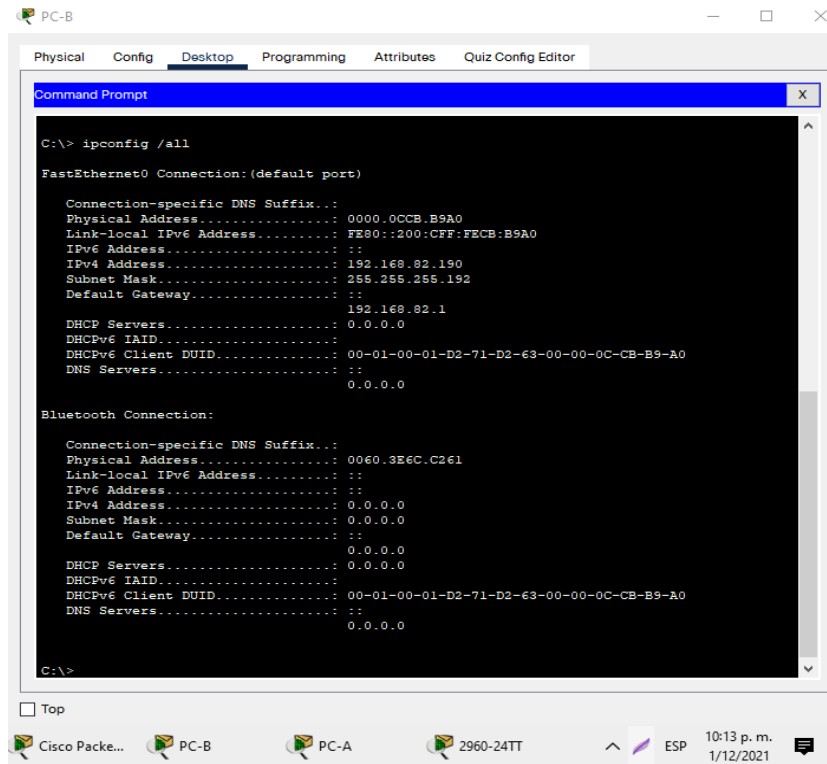 PC-B
Physical Config Desktop Programming Attributes Quiz Config Editor
Command Prompt X
C:\> ipconfig /all
FastEthernet0 Connection:(default port)
Connection-specific DNS Suffix..:
Physical Address................: 0000.0CCB.B9A0
Link-local IPv6 Address.........: FE80::200:CFF:FECB:B9A0
IPv6 Address....................: ::
IPv4 Address....................: 192.168.82.190
Subnet Mask.....................: 255.255.255.192
Default Gateway.................: ::
192.168.82.1
DHCP Servers....................: 0.0.0.0
DHCPv6 IAID.....................:
DHCPv6 Client DUID..............: 00-01-00-01-D2-71-D2-63-00-00-0C-CB-B9-A0
DNS Servers.....................: ::
0.0.0.0
Bluetooth Connection:
Connection-specific DNS Suffix..:
Physical Address................: 0060.3E6C.C261
Link-local IPv6 Address.........: ::
IPv6 Address....................: ::
IPv4 Address....................: 0.0.0.0
Subnet Mask.....................: 0.0.0.0
Default Gateway.................: ::
0.0.0.0
DHCP Servers....................: 0.0.0.0
DHCPv6 IAID.....................:
DHCPv6 Client DUID..............: 00-01-00-01-D2-71-D2-63-00-00-0C-CB-B9-A0
DNS Servers.....................: ::
0.0.0.0
C:\>
Top
Cisco Packe... PC-B PC-A 2960-24TT ESP 10:13 p. m.
1/12/2021